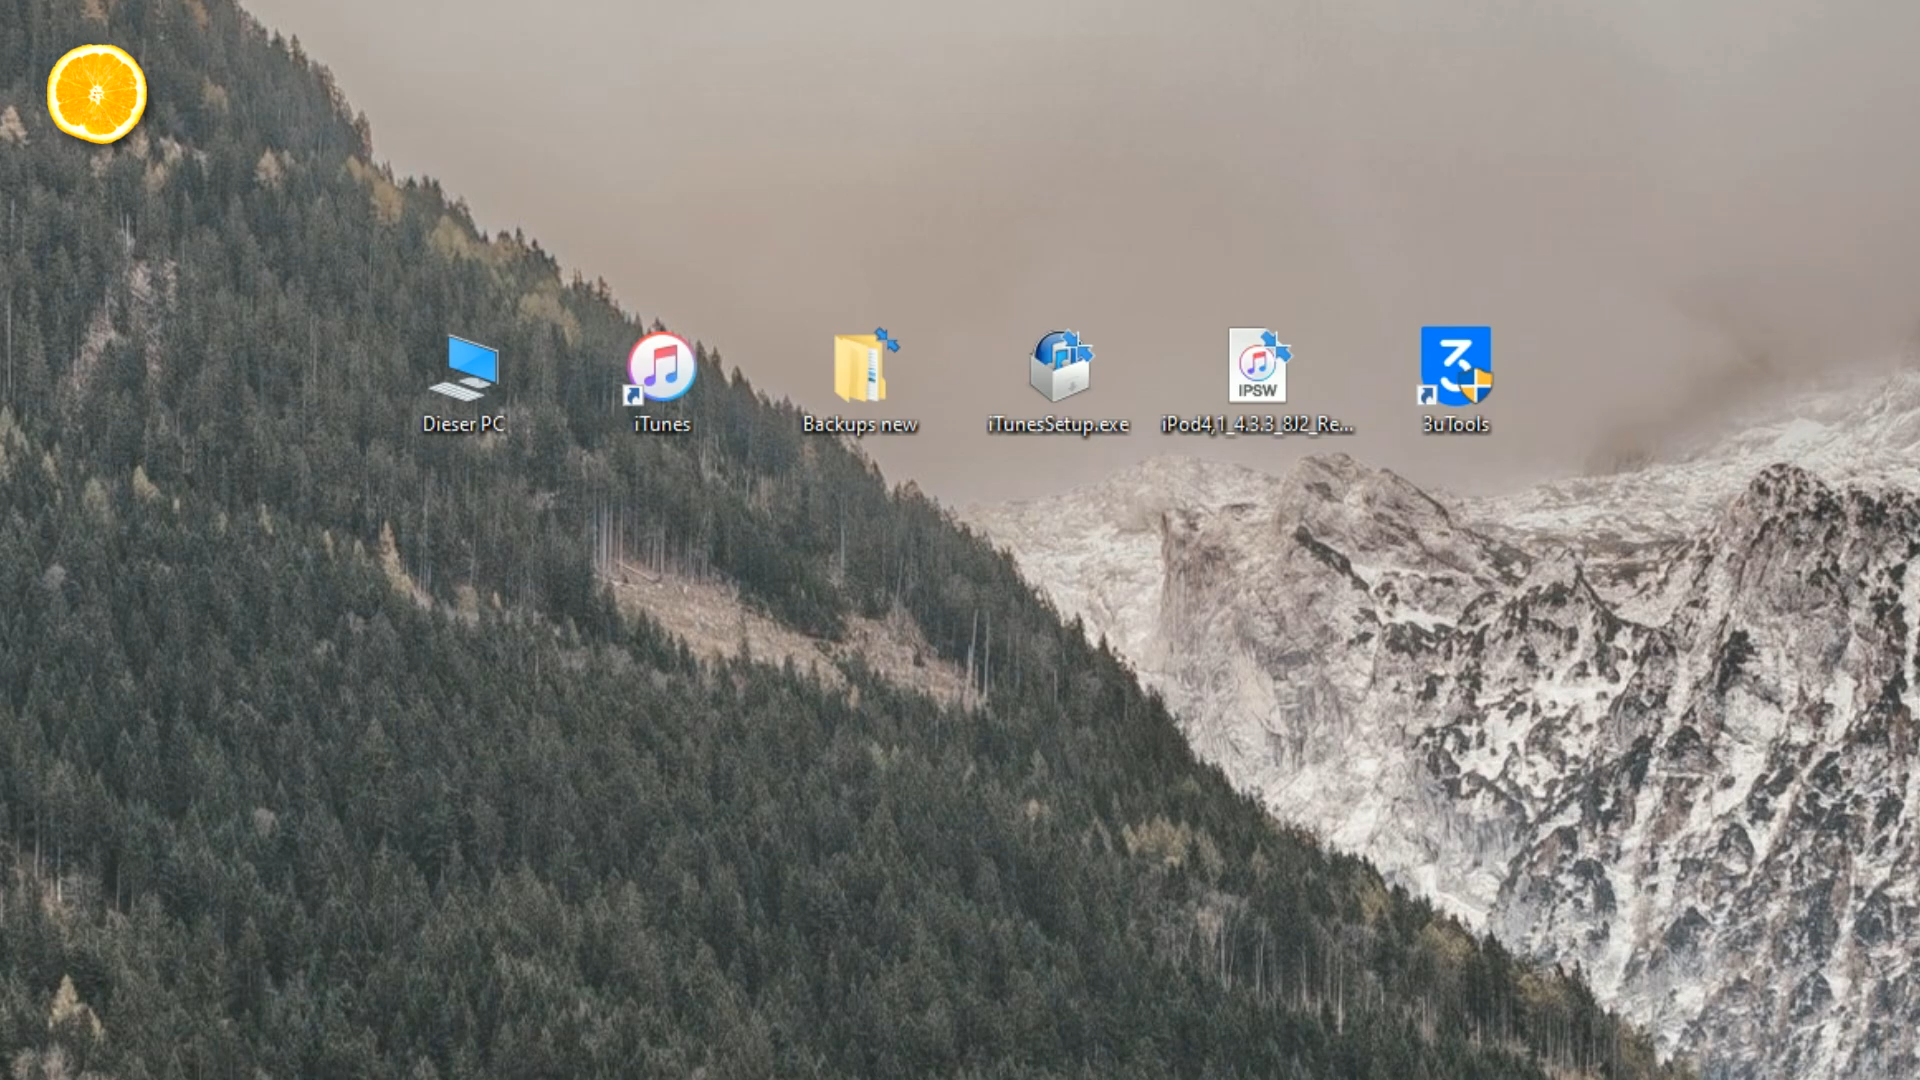 Dieser PC
iTunes
Backups new
iTunesSetup.exe
IPSW
iPod4,1_4.3.3_8J2_Re...
3uTools